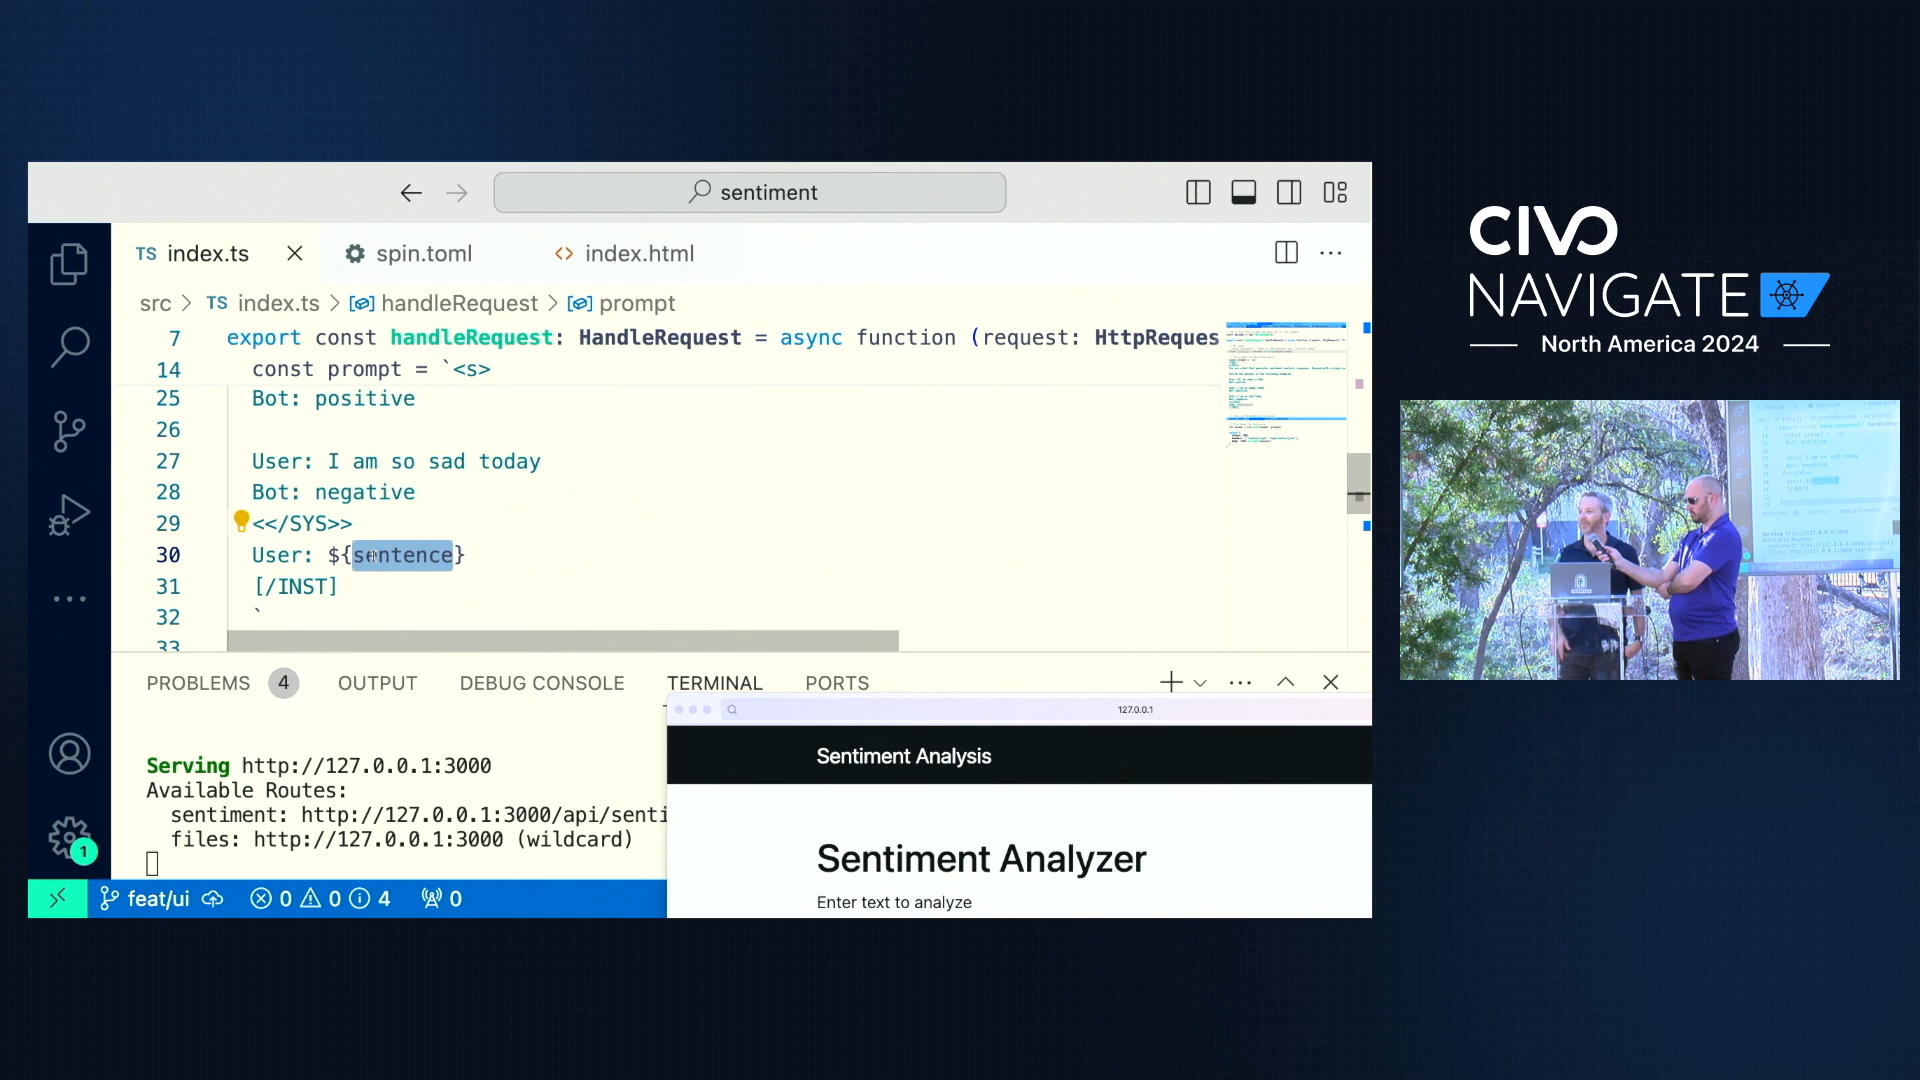 sentiment
TS index.ts
spin.toml
<> index.html
src > TS index.ts > handleRequest > prompt
7 export const handleRequest: HandleRequest = async function (request: HttpReques
14 const prompt = `<s>
25 Bot: positive
26
27 User: I am so sad today
28 Bot: negative
29 <</SYS>>
30 User: ${sentence}
31 [/INST]
32 `
33
PROBLEMS 4 OUTPUT DEBUG CONSOLE TERMINAL PORTS
Serving http://127.0.0.1:3000
Available Routes:
sentiment: http://127.0.0.1:3000/api/senti
files: http://127.0.0.1:3000 (wildcard)
1
feat/ui 0 0 4 0
127.0.0.1
Sentiment Analysis
Sentiment Analyzer
Enter text to analyze
CIVO
NAVIGATE
North America 2024